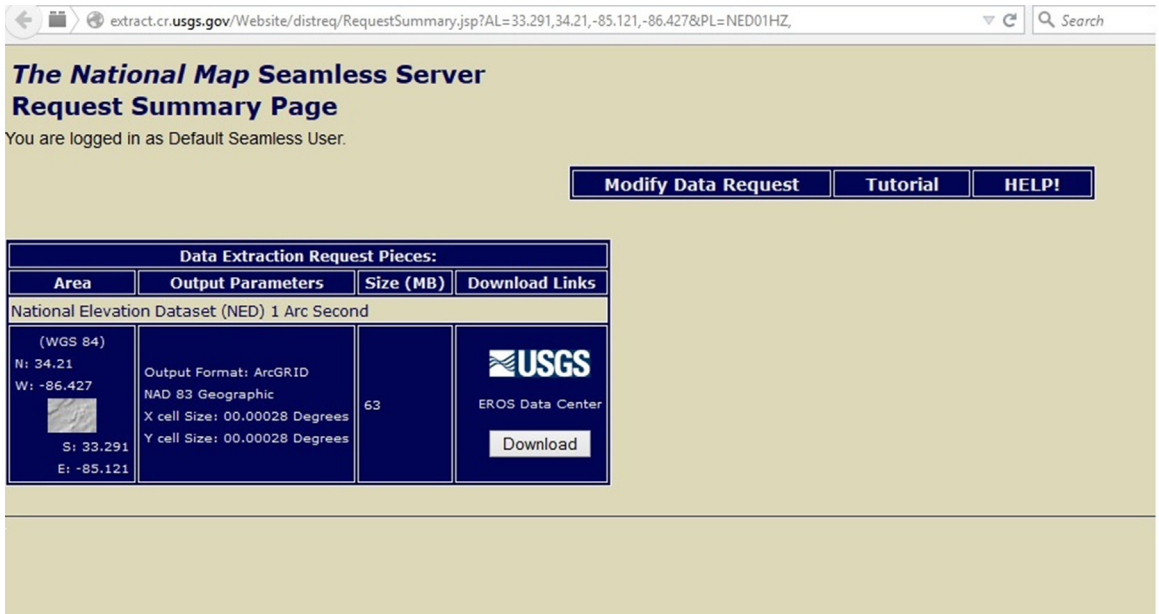 extract.cr.usgs.gov/Website/distreq/RequestSummary.jsp?AL=33.291,34.21,-85.121,-86.427&PL=NED01HZ,
Search
The National Map Seamless Server
Request Summary Page
You are logged in as Default Seamless User.
Modify Data Request Tutorial HELP!
Data Extraction Request Pieces:
Area Output Parameters Size (MB) Download Links
National Elevation Dataset (NED) 1 Arc Second
(WGS 84)
N: 34.21
W: -86.427
S: 33.291
E: -85.121
Output Format: ArcGRID
NAD 83 Geographic
X cell Size: 00.00028 Degrees
Y cell Size: 00.00028 Degrees
63
USGS
EROS Data Center
Download